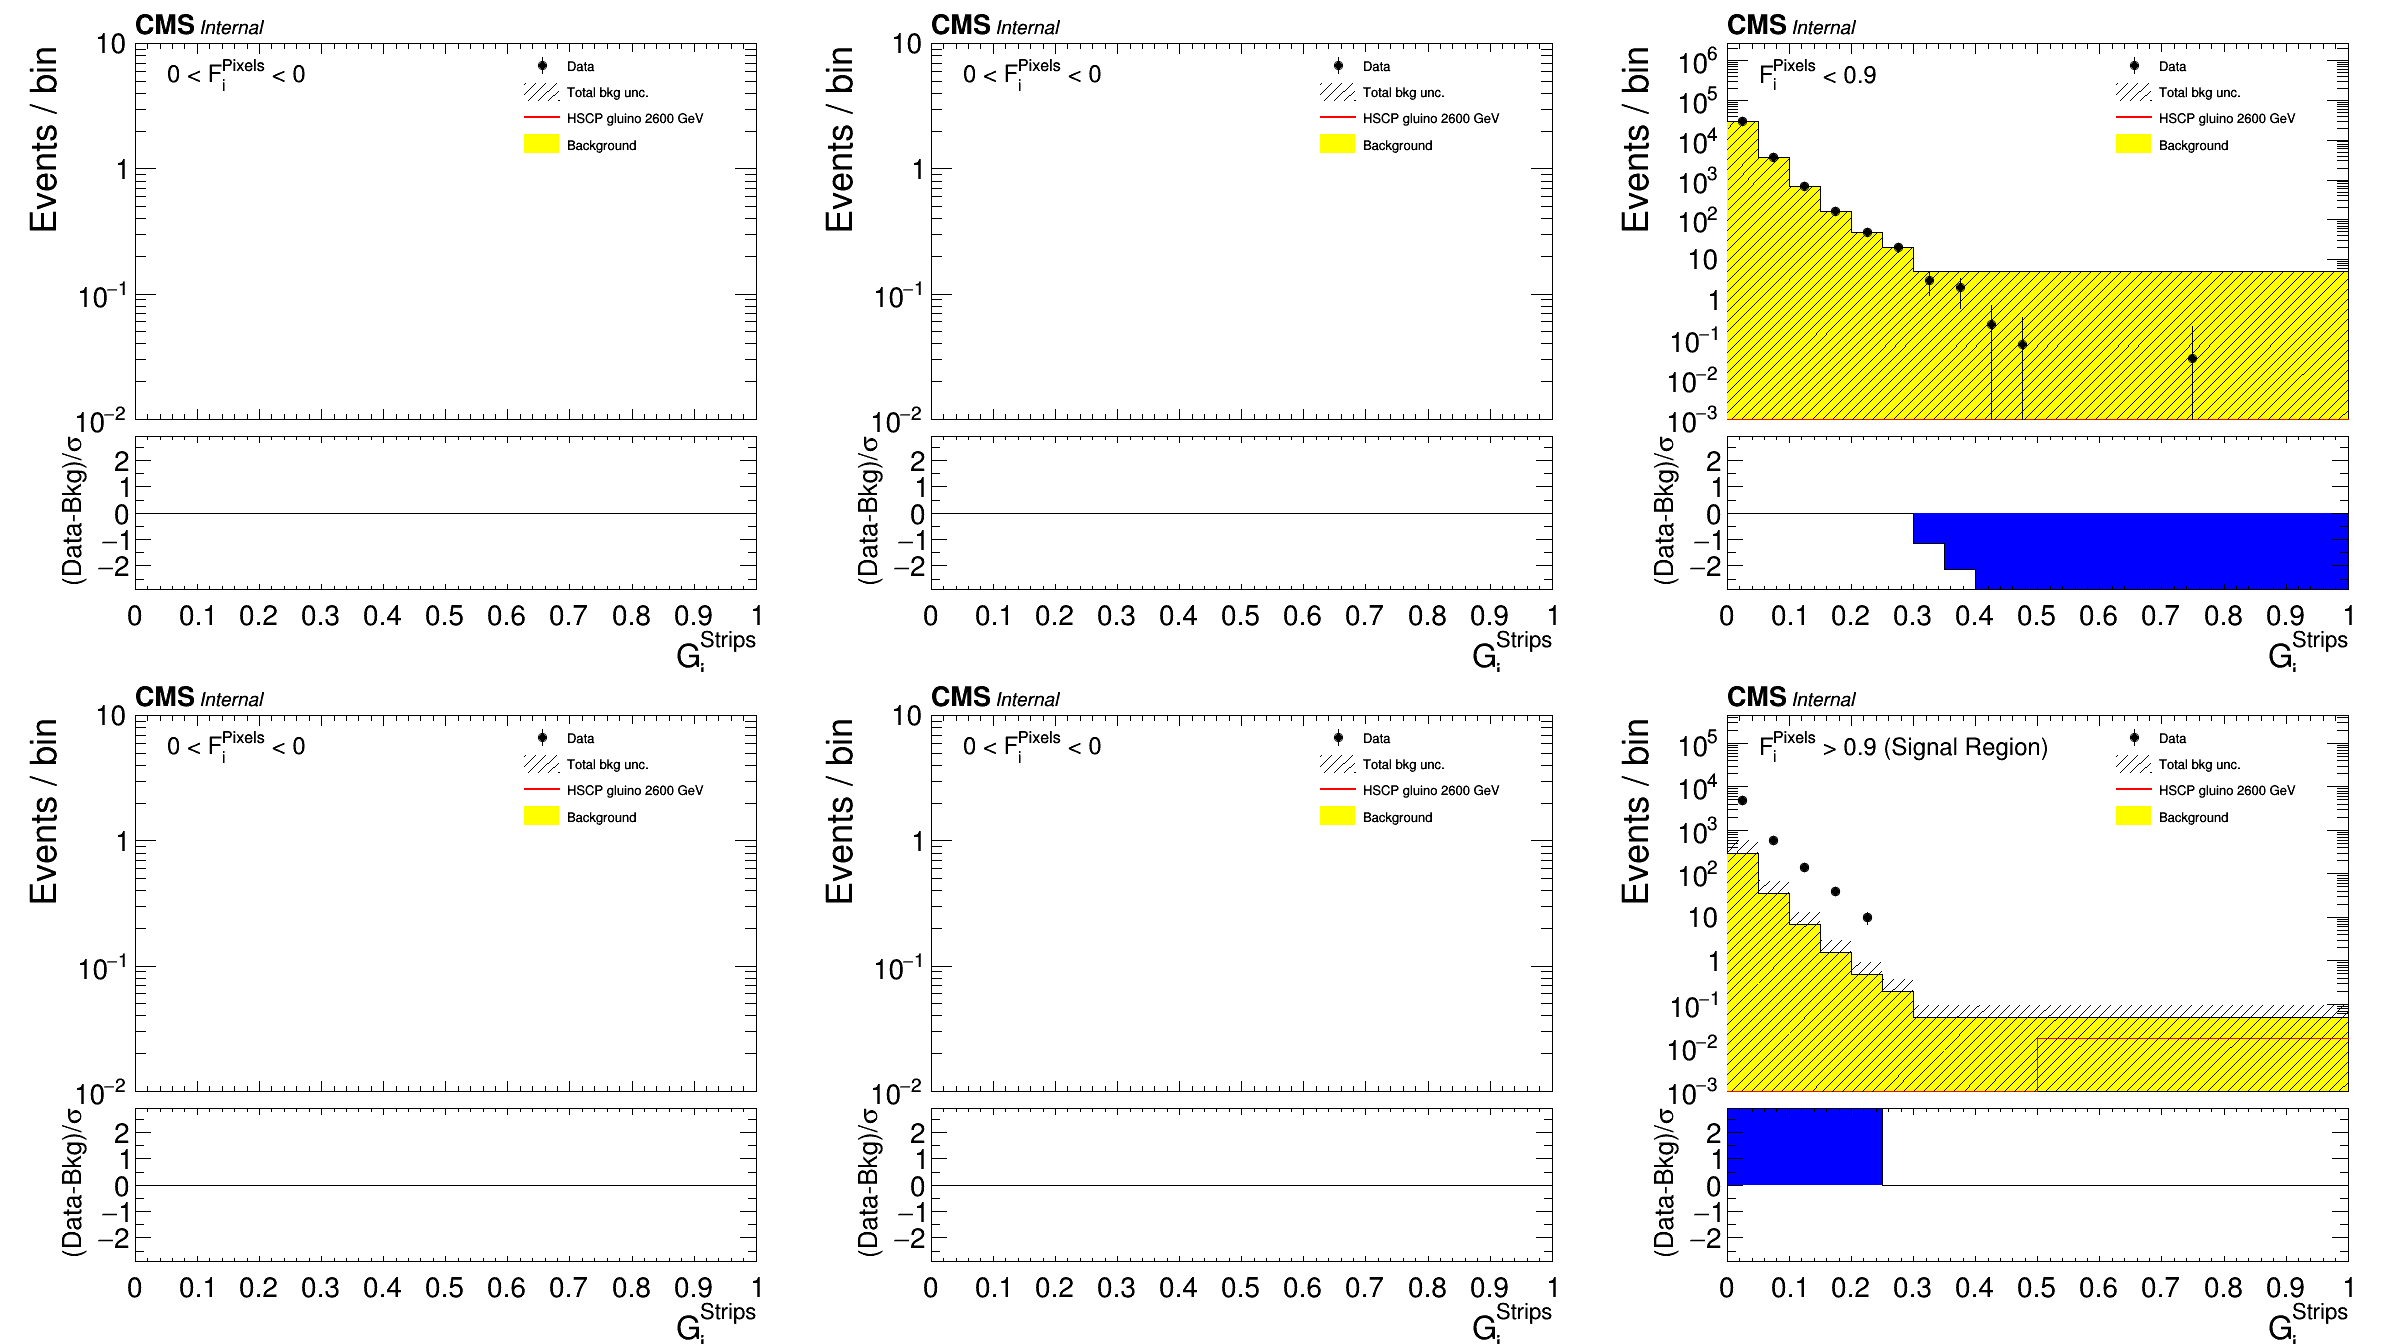 CMS Internal
Events / bin
0 < F_i^Pixels < 0
Data
Total bkg unc.
HSCP gluino 2600 GeV
Background
10
1
10^−1
10^−2
(Data-Bkg)/σ
2
1
0
−1
−2
0 0.1 0.2 0.3 0.4 0.5 0.6 0.7 0.8 0.9 1
G_i^Strips
CMS Internal
Events / bin
0 < F_i^Pixels < 0
Data
Total bkg unc.
HSCP gluino 2600 GeV
Background
10
1
10^−1
10^−2
(Data-Bkg)/σ
2
1
0
−1
−2
0 0.1 0.2 0.3 0.4 0.5 0.6 0.7 0.8 0.9 1
G_i^Strips
CMS Internal
Events / bin
F_i^Pixels < 0.9
Data
Total bkg unc.
HSCP gluino 2600 GeV
Background
10^6
10^5
10^4
10^3
10^2
10
1
10^−1
10^−2
10^−3
(Data-Bkg)/σ
2
1
0
−1
−2
0 0.1 0.2 0.3 0.4 0.5 0.6 0.7 0.8 0.9 1
G_i^Strips
CMS Internal
Events / bin
0 < F_i^Pixels < 0
Data
Total bkg unc.
HSCP gluino 2600 GeV
Background
10
1
10^−1
10^−2
(Data-Bkg)/σ
2
1
0
−1
−2
0 0.1 0.2 0.3 0.4 0.5 0.6 0.7 0.8 0.9 1
G_i^Strips
CMS Internal
Events / bin
0 < F_i^Pixels < 0
Data
Total bkg unc.
HSCP gluino 2600 GeV
Background
10
1
10^−1
10^−2
(Data-Bkg)/σ
2
1
0
−1
−2
0 0.1 0.2 0.3 0.4 0.5 0.6 0.7 0.8 0.9 1
G_i^Strips
CMS Internal
Events / bin
F_i^Pixels > 0.9 (Signal Region)
Data
Total bkg unc.
HSCP gluino 2600 GeV
Background
10^5
10^4
10^3
10^2
10
1
10^−1
10^−2
10^−3
(Data-Bkg)/σ
2
1
0
−1
−2
0 0.1 0.2 0.3 0.4 0.5 0.6 0.7 0.8 0.9 1
G_i^Strips